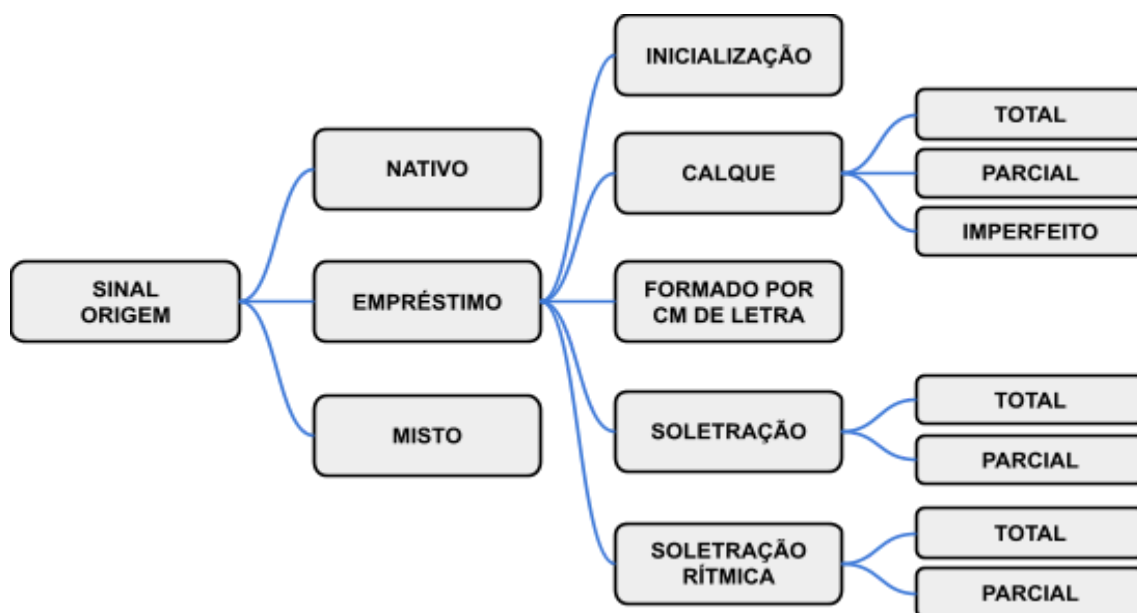 SINAL
ORIGEM
NATIVO
EMPRÉSTIMO
MISTO
INICIALIZAÇÃO
CALQUE
TOTAL
PARCIAL
IMPERFEITO
FORMADO POR
CM DE LETRA
SOLETRAÇÃO
TOTAL
PARCIAL
SOLETRAÇÃO
RÍTMICA
TOTAL
PARCIAL